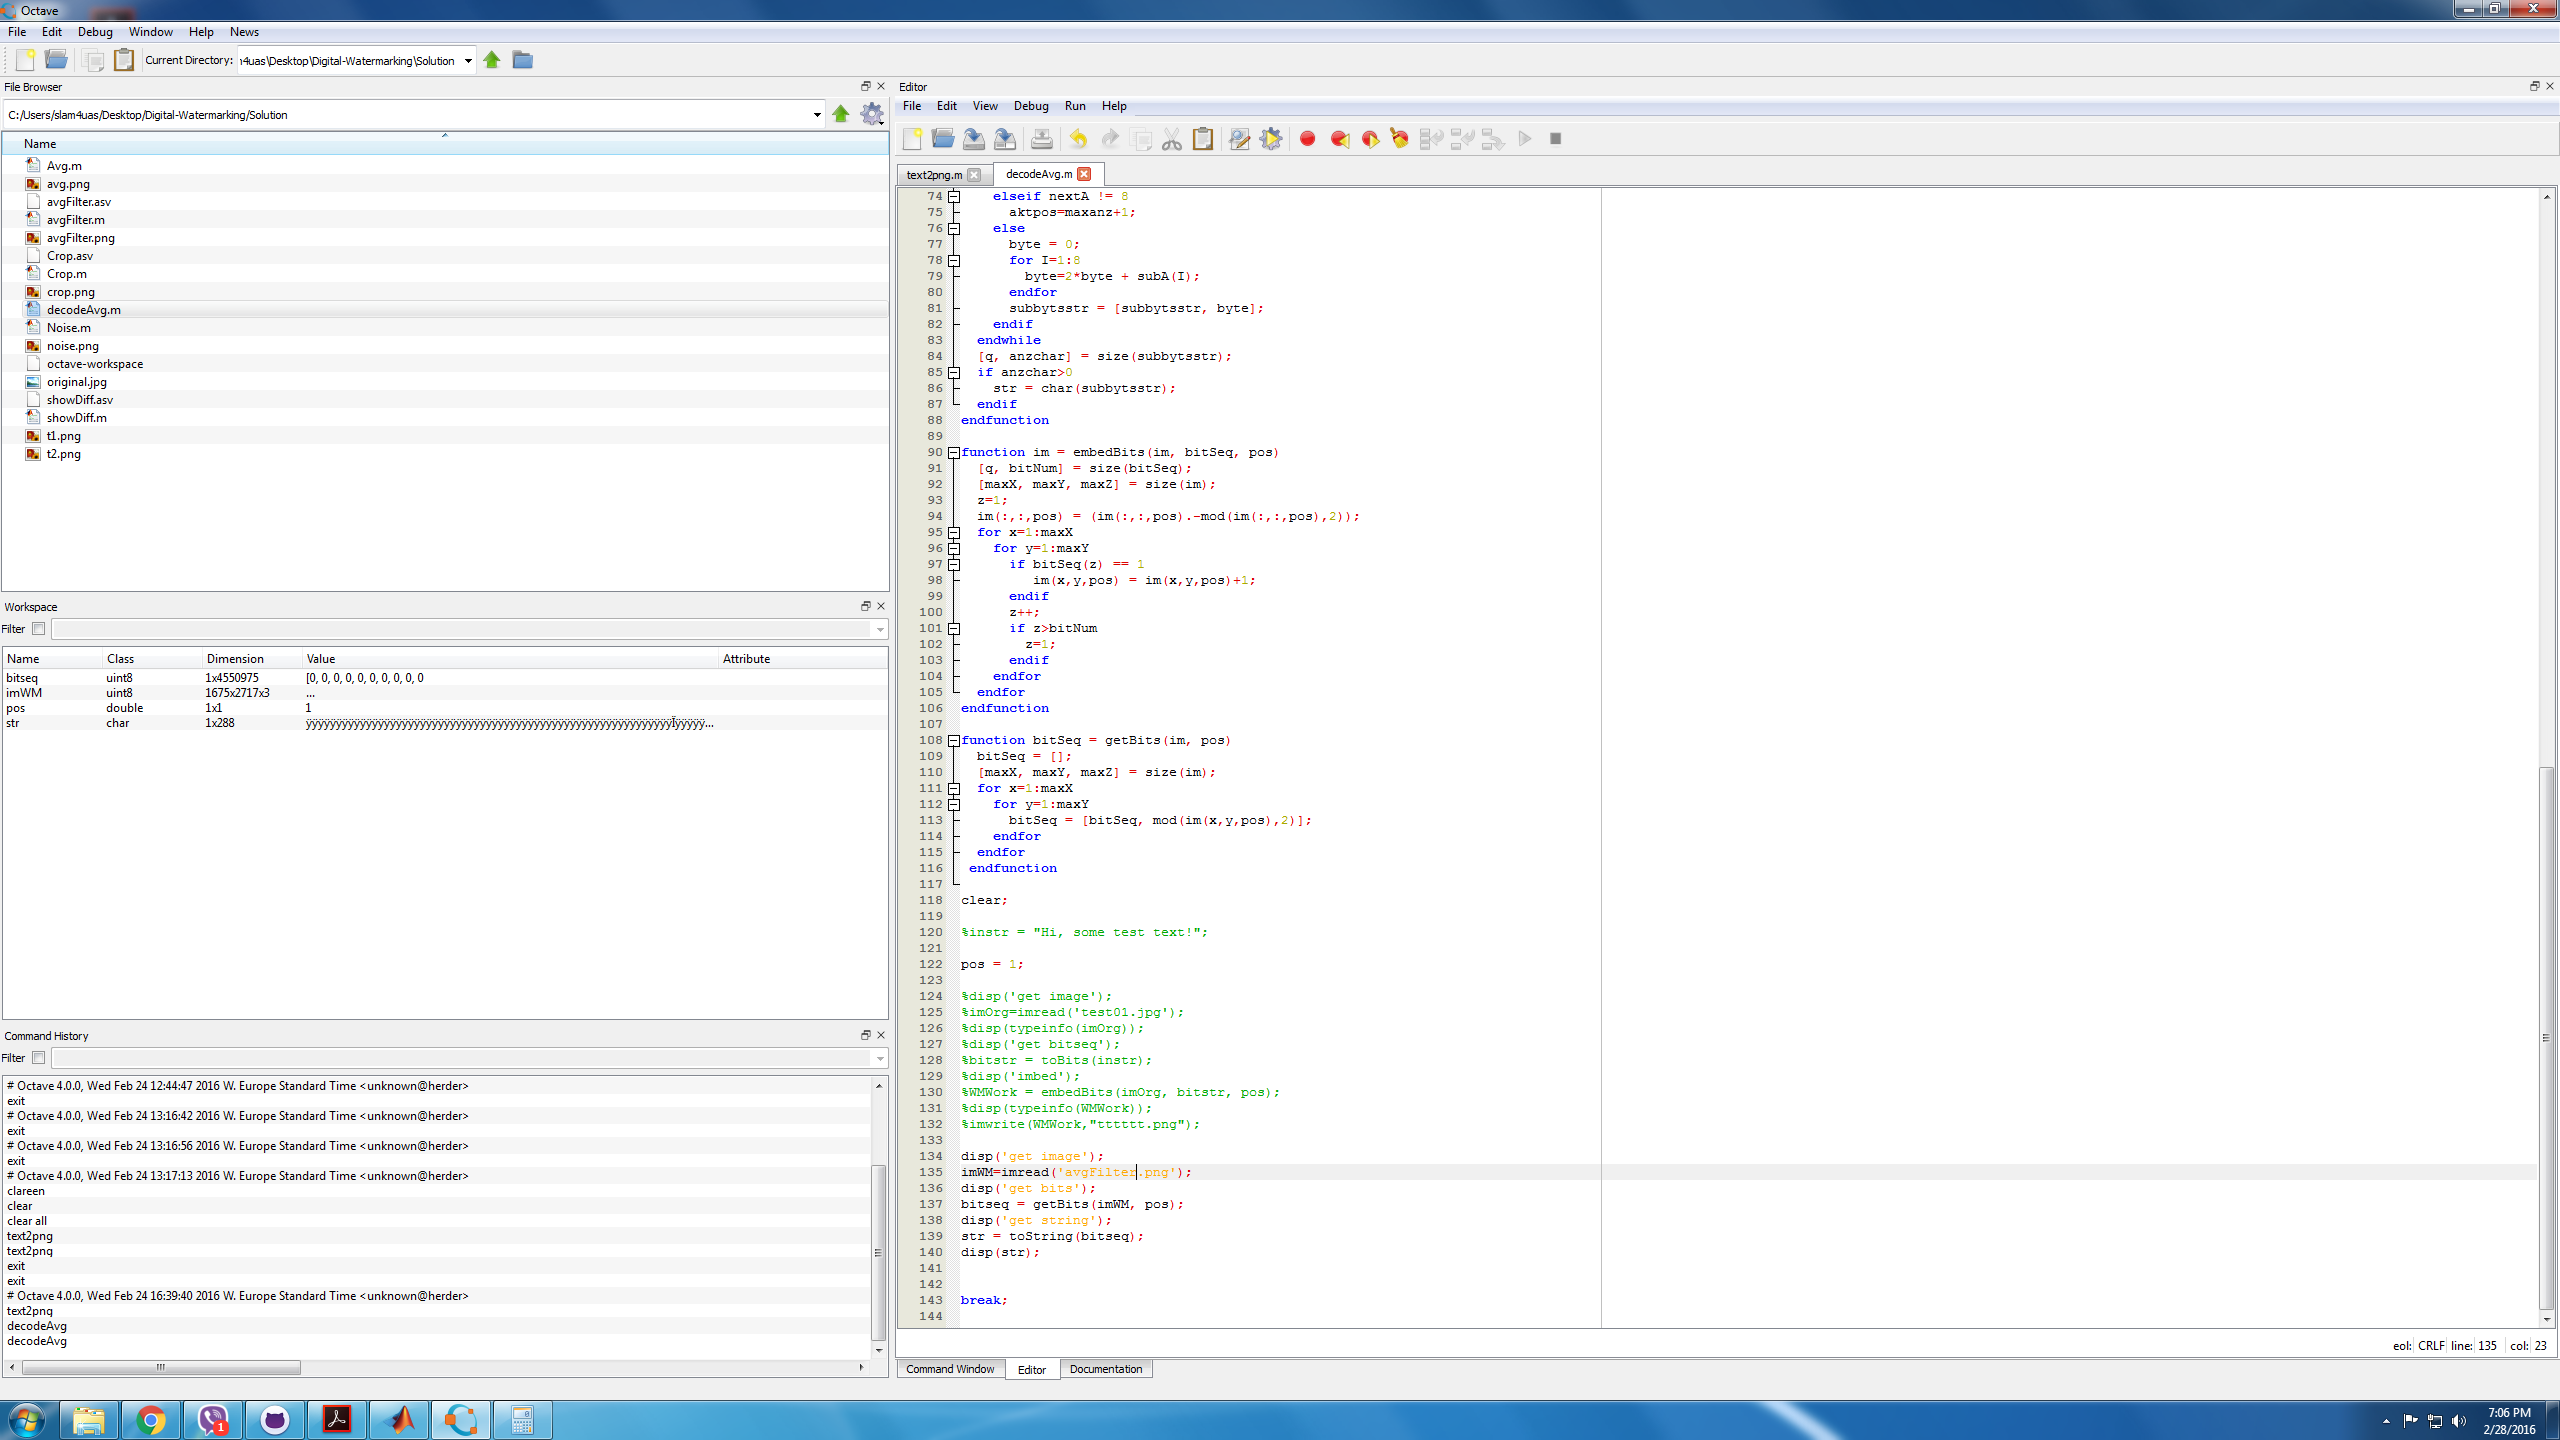 Octave
File Edit Debug Window Help News
Current Directory: ı4uas\Desktop\Digital-Watermarking\Solution
File Browser
C:/Users/slam4uas/Desktop/Digital-Watermarking/Solution
Name
Avg.m
avg.png
avgFilter.asv
avgFilter.m
avgFilter.png
Crop.asv
Crop.m
crop.png
decodeAvg.m
Noise.m
noise.png
octave-workspace
original.jpg
showDiff.asv
showDiff.m
t1.png
t2.png
Workspace
Filter
Name Class Dimension Value Attribute
bitseq uint8 1x4550975 [0, 0, 0, 0, 0, 0, 0, 0, 0, 0
imWM uint8 1675x2717x3 ...
pos double 1x1 1
str char 1x288
Command History
Filter
# Octave 4.0.0, Wed Feb 24 12:44:47 2016 W. Europe Standard Time <unknown@herder>
exit
# Octave 4.0.0, Wed Feb 24 13:16:42 2016 W. Europe Standard Time <unknown@herder>
exit
# Octave 4.0.0, Wed Feb 24 13:16:56 2016 W. Europe Standard Time <unknown@herder>
exit
# Octave 4.0.0, Wed Feb 24 13:17:13 2016 W. Europe Standard Time <unknown@herder>
clareen
clear
clear all
text2png
text2png
exit
exit
# Octave 4.0.0, Wed Feb 24 16:39:40 2016 W. Europe Standard Time <unknown@herder>
text2png
decodeAvg
decodeAvg
Editor
File Edit View Debug Run Help
text2png.m decodeAvg.m
74 elseif nextA != 8
75 aktpos=maxanz+1;
76 else
77 byte = 0;
78 for I=1:8
79 byte=2*byte + subA(I);
80 endfor
81 subbytsstr = [subbytsstr, byte];
82 endif
83 endwhile
84 [q, anzchar] = size(subbytsstr);
85 if anzchar>0
86 str = char(subbytsstr);
87 endif
88 endfunction
89
90 function im = embedBits(im, bitSeq, pos)
91 [q, bitNum] = size(bitSeq);
92 [maxX, maxY, maxZ] = size(im);
93 z=1;
94 im(:,:,pos) = (im(:,:,pos).-mod(im(:,:,pos),2));
95 for x=1:maxX
96 for y=1:maxY
97 if bitSeq(z) == 1
98 im(x,y,pos) = im(x,y,pos)+1;
99 endif
100 z++;
101 if z>bitNum
102 z=1;
103 endif
104 endfor
105 endfor
106 endfunction
107
108 function bitSeq = getBits(im, pos)
109 bitSeq = [];
110 [maxX, maxY, maxZ] = size(im);
111 for x=1:maxX
112 for y=1:maxY
113 bitSeq = [bitSeq, mod(im(x,y,pos),2)];
114 endfor
115 endfor
116 endfunction
117
118 clear;
119
120 %instr = "Hi, some test text!";
121
122 pos = 1;
123
124 %disp('get image');
125 %imOrg=imread('test01.jpg');
126 %disp(typeinfo(imOrg));
127 %disp('get bitseq');
128 %bitstr = toBits(instr);
129 %disp('imbed');
130 %WMWork = embedBits(imOrg, bitstr, pos);
131 %disp(typeinfo(WMWork));
132 %imwrite(WMWork,"tttttt.png");
133
134 disp('get image');
135 imWM=imread('avgFilter.png');
136 disp('get bits');
137 bitseq = getBits(imWM, pos);
138 disp('get string');
139 str = toString(bitseq);
140 disp(str);
141
142
143 break;
144
eol: CRLF line: 135 col: 23
Command Window Editor Documentation
1
7:06 PM
2/28/2016